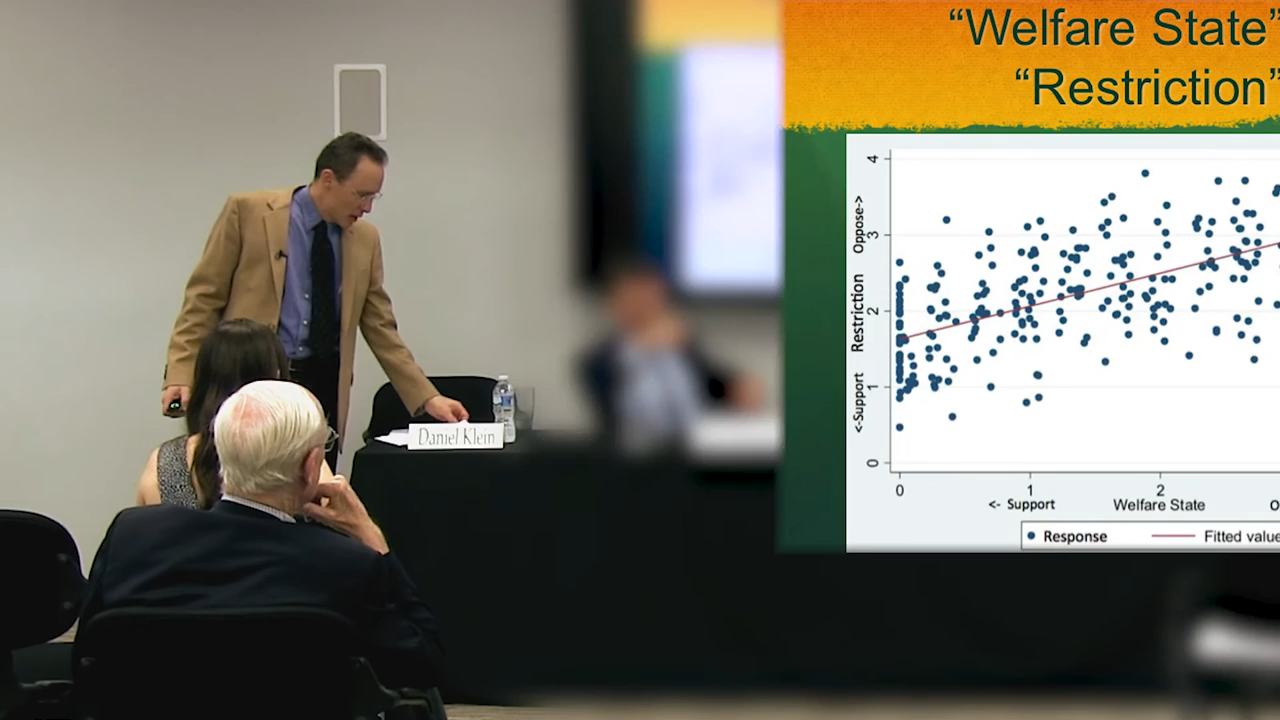 “Welfare State”
“Restriction”
4
3
2
1
0
<-Support Restriction Oppose->
0 1 2
<- Support Welfare State O
Response Fitted value
Daniel Klein